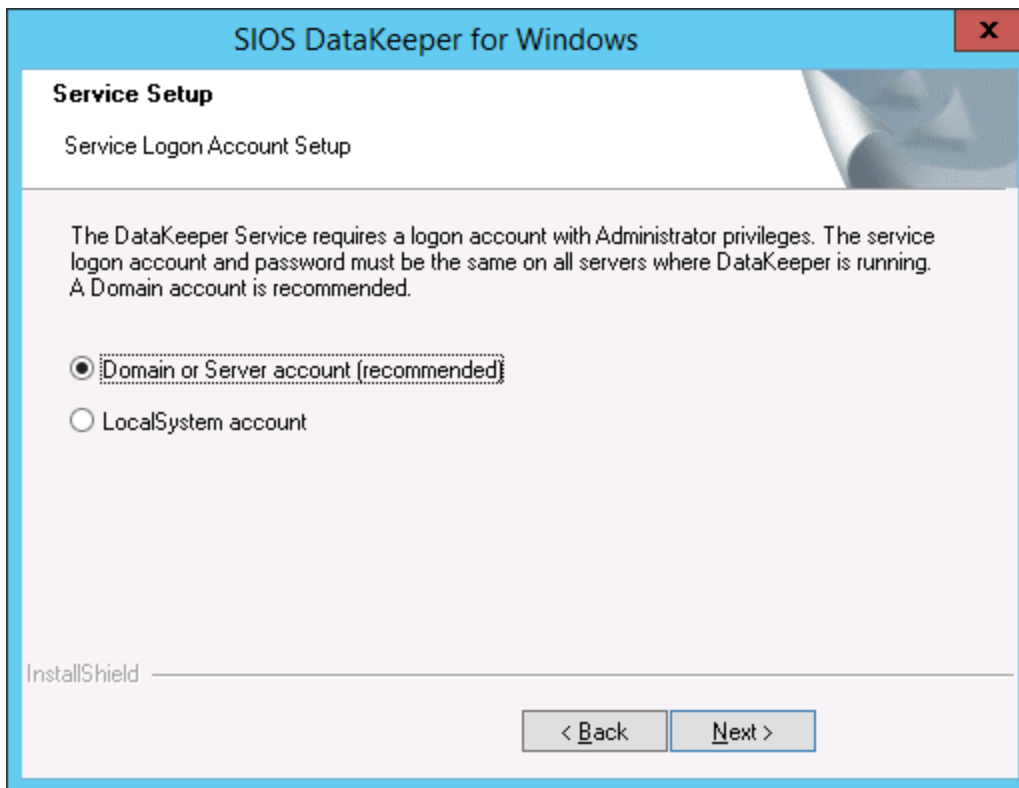 SIOS DataKeeper for Windows
x
Service Setup
Service Logon Account Setup
The DataKeeper Service requires a logon account with Administrator privileges. The service
logon account and password must be the same on all servers where DataKeeper is running.
A Domain account is recommended.
Domain or Server account (recommended)
LocalSystem account
InstallShield
< Back Next >